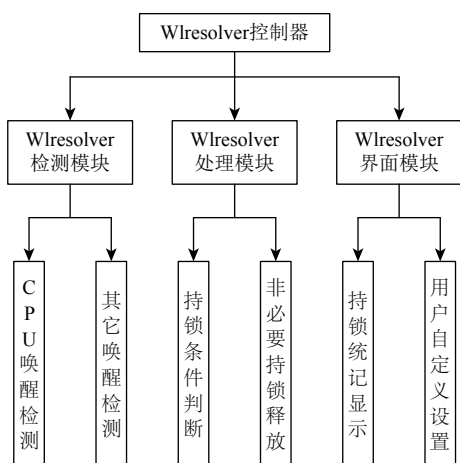 Wlresolver控制器
Wlresolver
检测模块
Wlresolver
处理模块
Wlresolver
界面模块
CPU唤醒检测
其它唤醒检测
持锁条件判断
非必要持锁释放
持锁统记显示
用户自定义设置